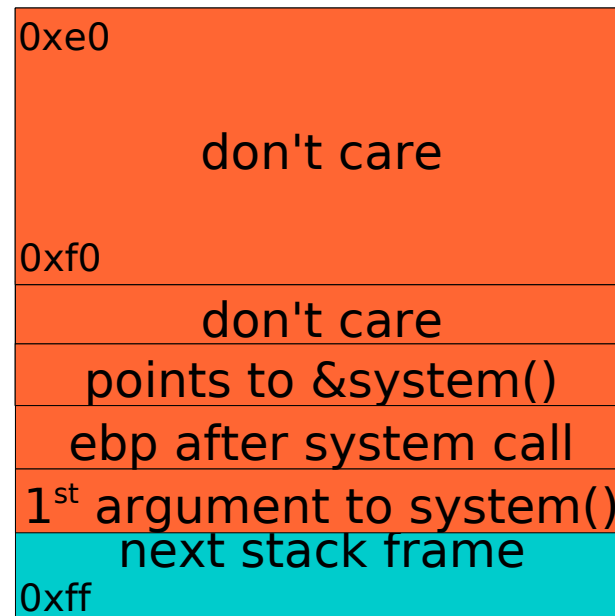 0xe0
don't care
0xf0
don't care
points to &system()
ebp after system call
1st argument to system()
next stack frame
0xff